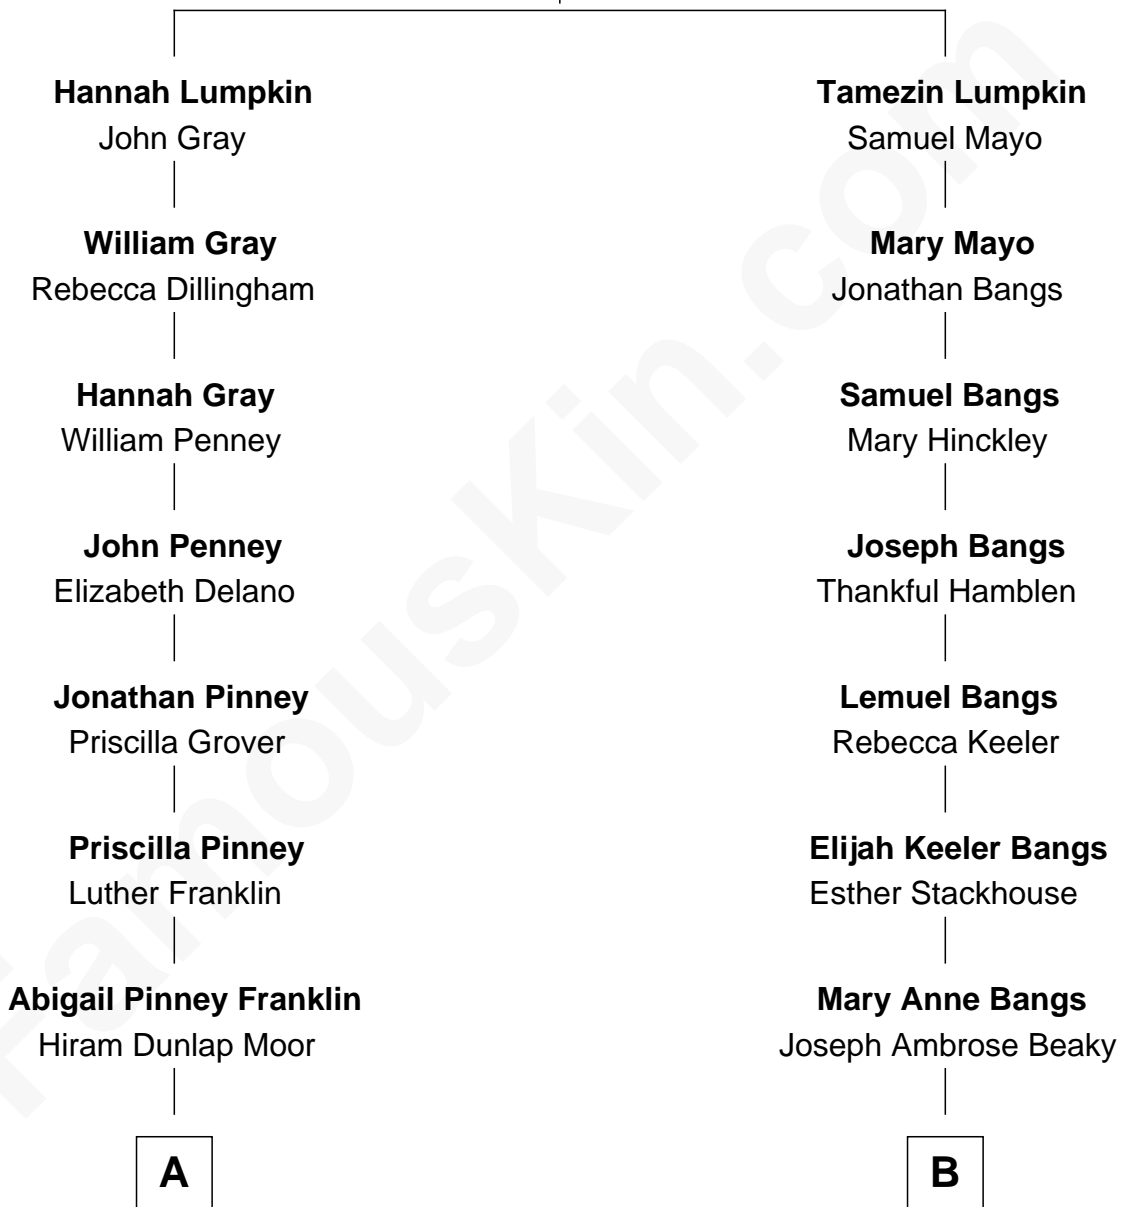 Hannah Lumpkin
John Gray
William Gray
Rebecca Dillingham
Hannah Gray
William Penney
John Penney
Elizabeth Delano
Jonathan Pinney
Priscilla Grover
Priscilla Pinney
Luther Franklin
Abigail Pinney Franklin
Hiram Dunlap Moor
A
Tamezin Lumpkin
Samuel Mayo
Mary Mayo
Jonathan Bangs
Samuel Bangs
Mary Hinckley
Joseph Bangs
Thankful Hamblen
Lemuel Bangs
Rebecca Keeler
Elijah Keeler Bangs
Esther Stackhouse
Mary Anne Bangs
Joseph Ambrose Beaky
B
FamousKin.com